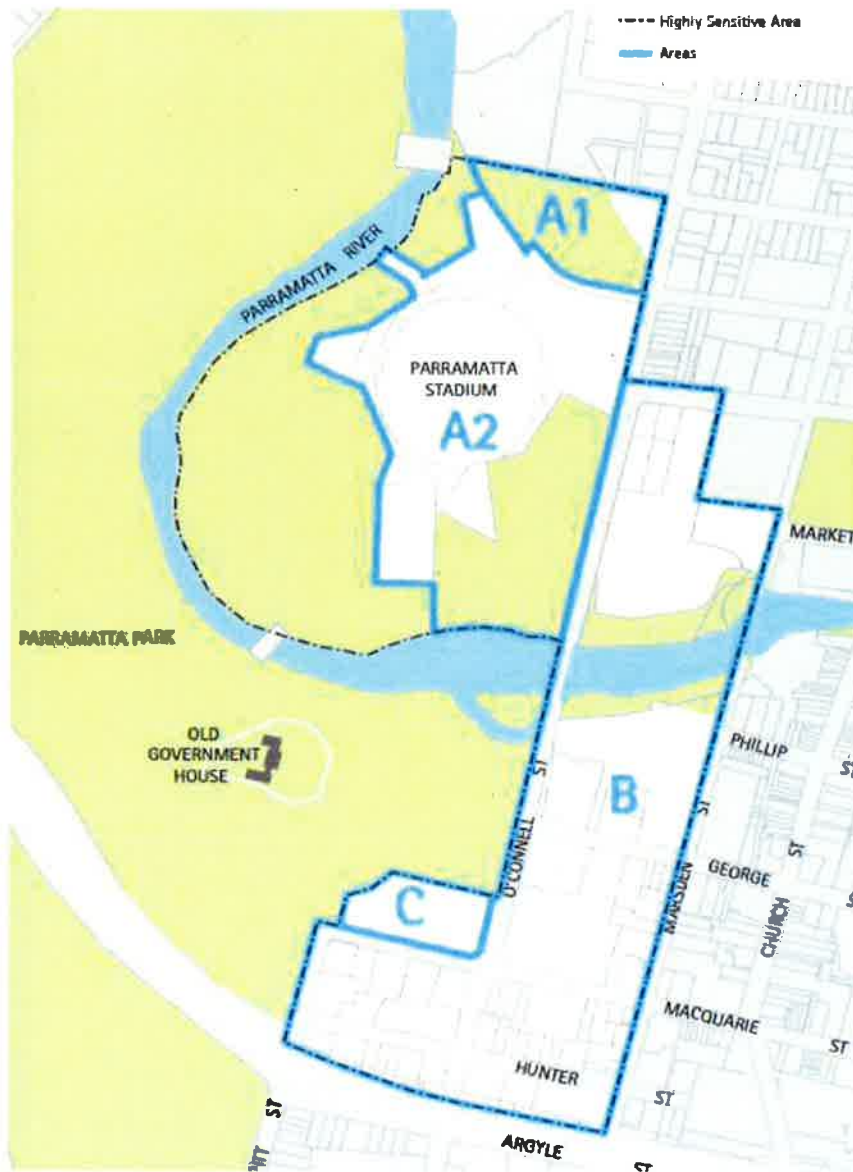 Highly Sensitive Area
Areas
A1
PARRAMATTA RIVER
PARRAMATTA
STADIUM
A2
MARKET
PARRAMATTA PARK
OLD
GOVERNMENT
HOUSE
PHILLIP
ST
ST
B
ST
ST
O'CONNELL
GEORGE
C
MARSDEN
CHURCH
MACQUARIE
ST
HUNTER
ST
ST
ARGYLE
ST